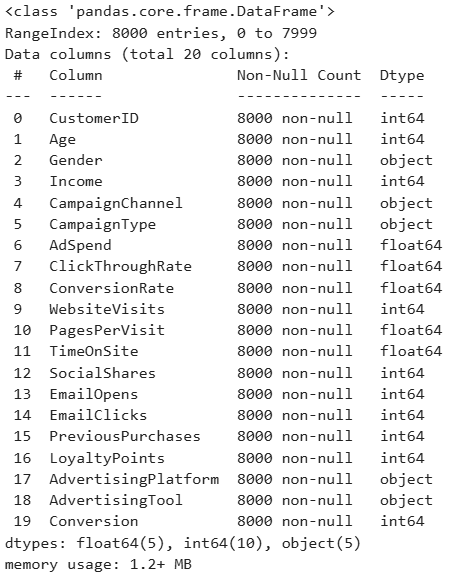 <class 'pandas.core.frame.DataFrame'>
RangeIndex: 8000 entries, 0 to 7999
Data columns (total 20 columns):
 #   Column               Non-Null Count  Dtype
---  ------               --------------  -----
 0   CustomerID           8000 non-null   int64
 1   Age                  8000 non-null   int64
 2   Gender               8000 non-null   object
 3   Income               8000 non-null   int64
 4   CampaignChannel      8000 non-null   object
 5   CampaignType         8000 non-null   object
 6   AdSpend              8000 non-null   float64
 7   ClickThroughRate     8000 non-null   float64
 8   ConversionRate       8000 non-null   float64
 9   WebsiteVisits        8000 non-null   int64
 10  PagesPerVisit        8000 non-null   float64
 11  TimeOnSite           8000 non-null   float64
 12  SocialShares         8000 non-null   int64
 13  EmailOpens           8000 non-null   int64
 14  EmailClicks          8000 non-null   int64
 15  PreviousPurchases    8000 non-null   int64
 16  LoyaltyPoints        8000 non-null   int64
 17  AdvertisingPlatform  8000 non-null   object
 18  AdvertisingTool      8000 non-null   object
 19  Conversion           8000 non-null   int64
dtypes: float64(5), int64(10), object(5)
memory usage: 1.2+ MB